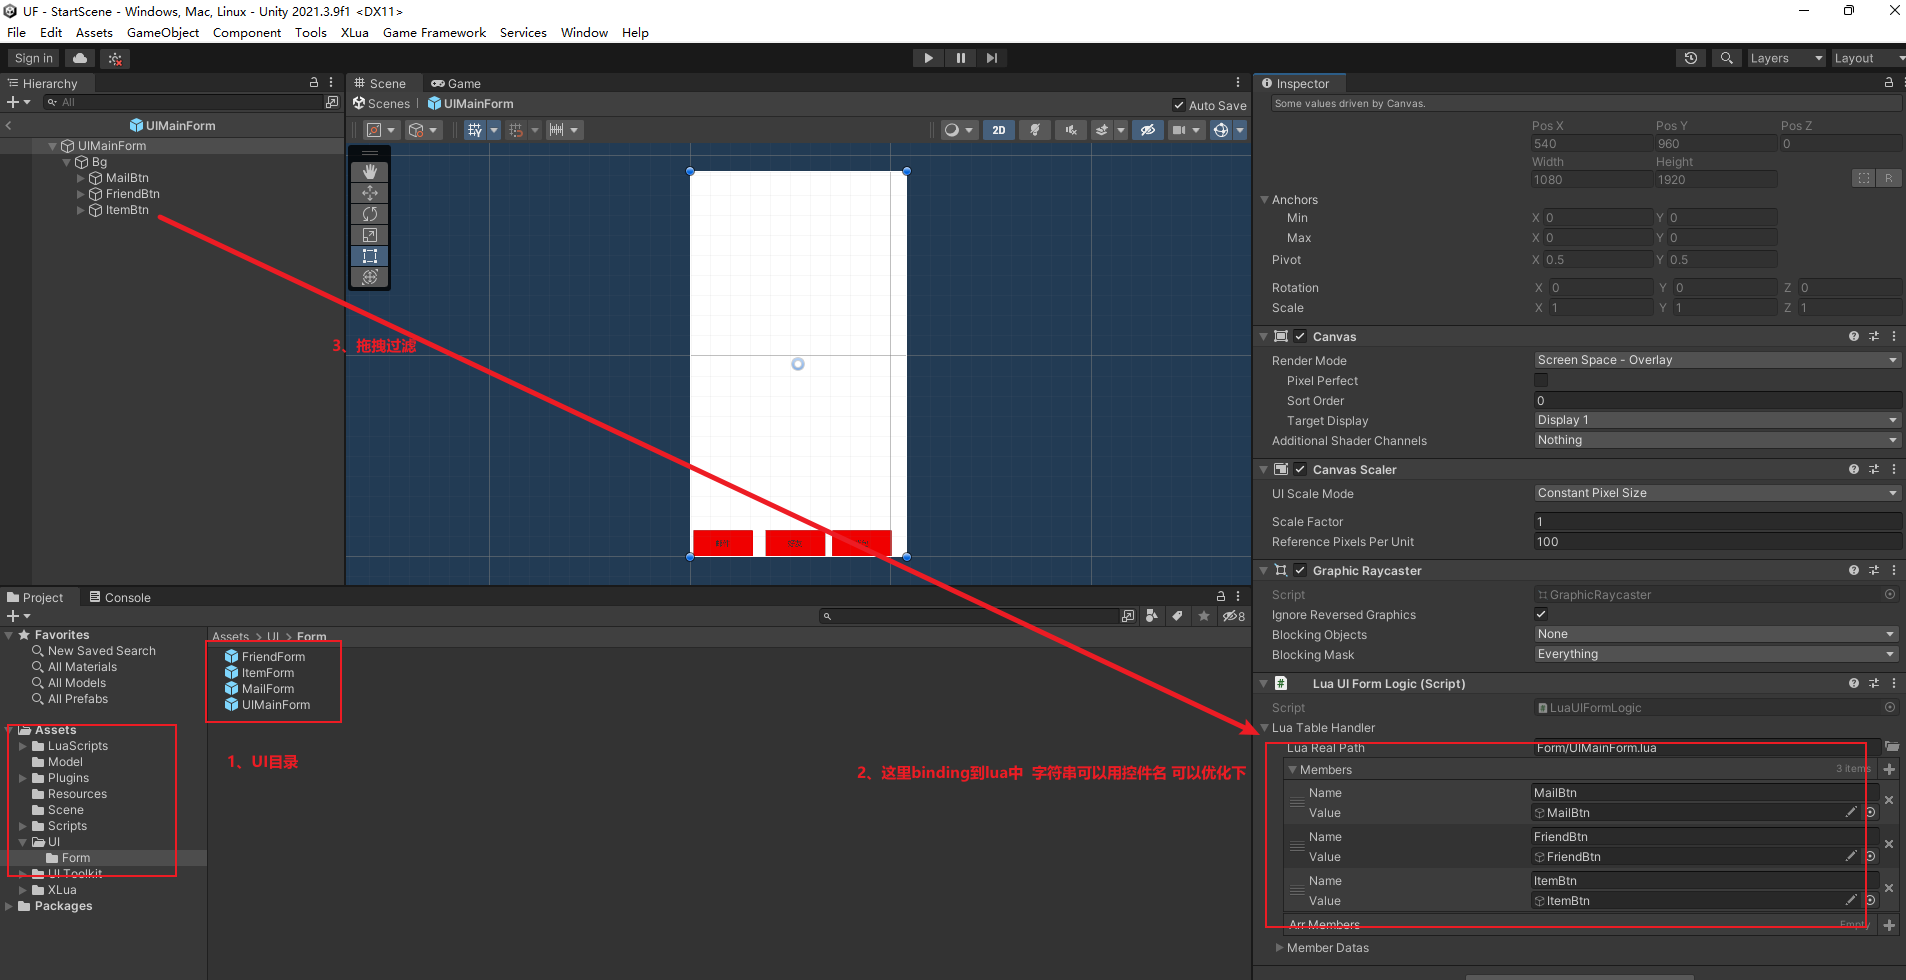 UF - StartScene - Windows, Mac, Linux - Unity 2021.3.9f1 <DX11>
File Edit Assets GameObject Component Tools XLua Game Framework Services Window Help
Sign in
Layers
Layout
Hierarchy
All
UIMainForm
UIMainForm
Bg
MailBtn
FriendBtn
ItemBtn
Scene
Game
Scenes
UIMainForm
Auto Save
2D
3、拖拽过滤
Project
Console
8
Favorites
New Saved Search
All Materials
All Models
All Prefabs
Assets
LuaScripts
Model
Plugins
Resources
Scene
Scripts
UI
Form
UI Toolkit
XLua
Packages
Assets > UI > Form
FriendForm
ItemForm
MailForm
UIMainForm
1、UI目录
2、这里binding到lua中 字符串可以用控件名 可以优化下
Inspector
Some values driven by Canvas.
Pos X Pos Y Pos Z
540 960 0
Width Height
1080 1920
R
Anchors
Min X 0 Y 0
Max X 0 Y 0
Pivot X 0.5 Y 0.5
Rotation X 0 Y 0 Z 0
Scale X 1 Y 1 Z 1
Canvas
Render Mode Screen Space - Overlay
Pixel Perfect
Sort Order 0
Target Display Display 1
Additional Shader Channels Nothing
Canvas Scaler
UI Scale Mode Constant Pixel Size
Scale Factor 1
Reference Pixels Per Unit 100
Graphic Raycaster
Script GraphicRaycaster
Ignore Reversed Graphics
Blocking Objects None
Blocking Mask Everything
# Lua UI Form Logic (Script)
Script LuaUIFormLogic
Lua Table Handler
Lua Real Path Form/UIMainForm.lua
Members 3 items
Name MailBtn
Value MailBtn
Name FriendBtn
Value FriendBtn
Name ItemBtn
Value ItemBtn
Arr Members Empty
Member Datas